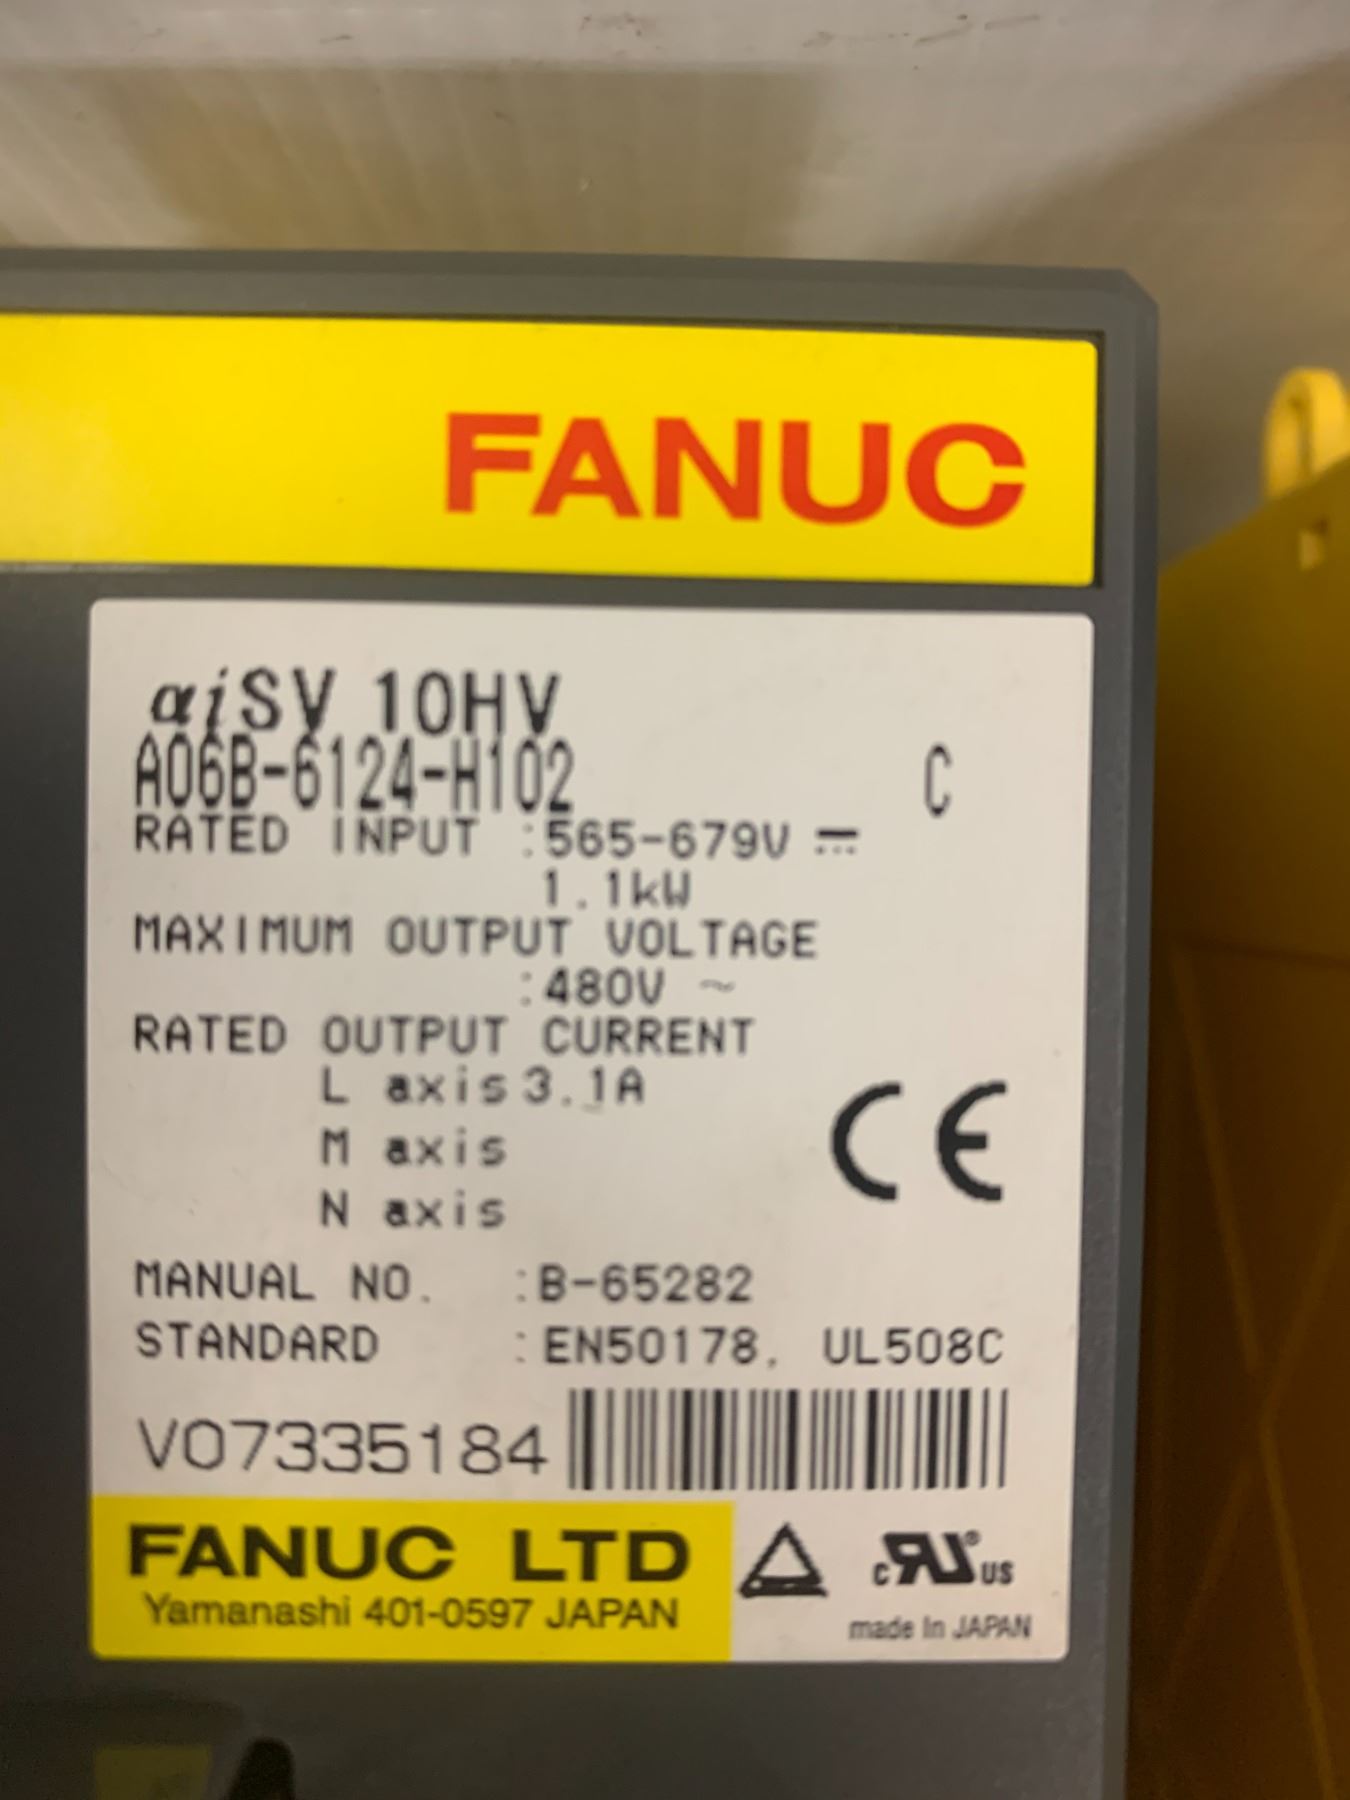 FANUC
αiSV 10HV
A06B-6124-H102 C
RATED INPUT :565-679V ⎓
1.1kW
MAXIMUM OUTPUT VOLTAGE
:480V ~
RATED OUTPUT CURRENT
L axis 3.1A
M axis
N axis
CE
MANUAL NO. :B-65282
STANDARD :EN50178, UL508C
V07335184
FANUC LTD
Yamanashi 401-0597 JAPAN
c RU ® US
made In JAPAN